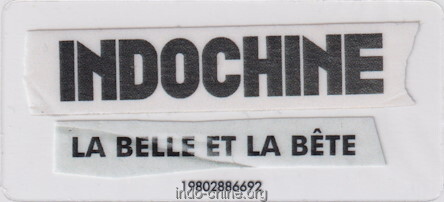 INDOCHINE
LA BELLE ET LA BÊTE
19802886692
indo-chine.org